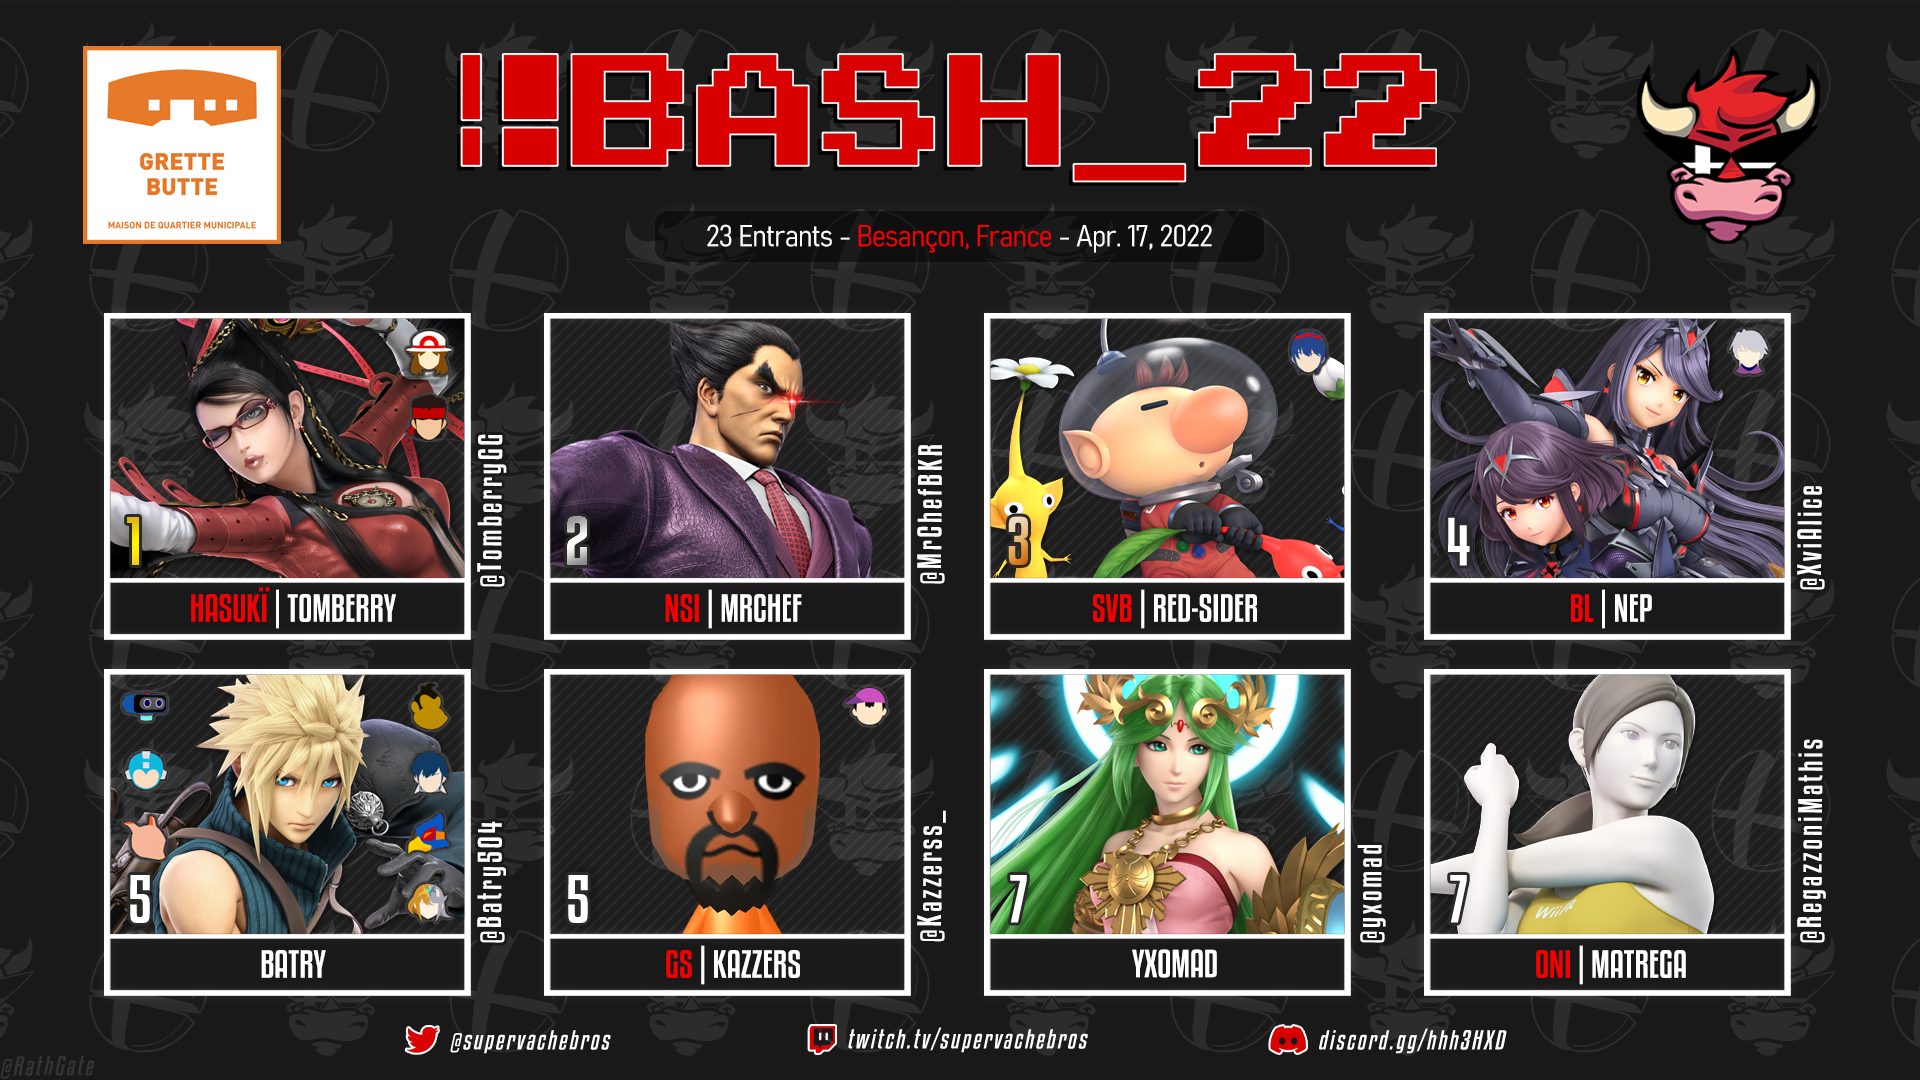 !!BASH_22
GRETTE
BUTTE
MAISON DE QUARTIER MUNICIPALE
23 Entrants - Besançon, France - Apr. 17, 2022
1
@TomberryGG
HASUKÏ | TOMBERRY
2
@MrChefBKR
NSI | MRCHEF
3
SVB | RED-SIDER
4
@XviAlice
BL | NEP
5
@Batry504
BATRY
5
@Kazzerss_
GS | KAZZERS
7
@yxomad
YXOMAD
Wii Fit
7
@RegazzoniMathis
ONI | MATREGA
@supervachebros
twitch.tv/supervachebros
discord.gg/hhh3HXD
@RathGate